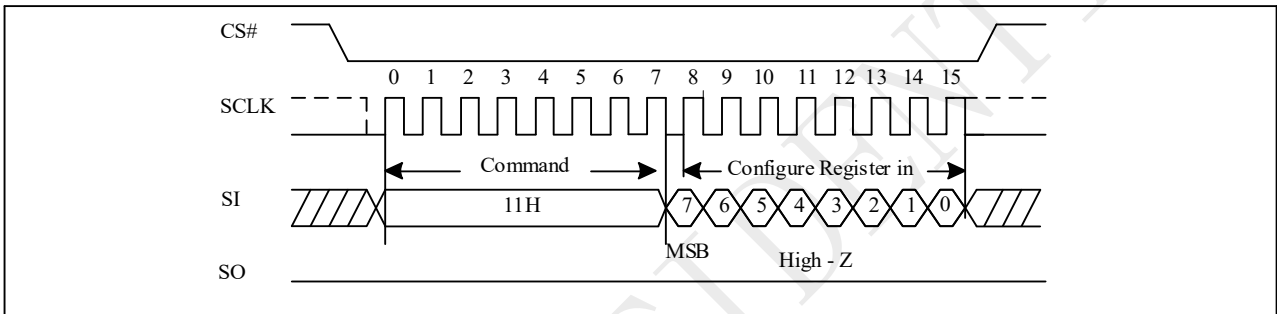 CS#
0 1 2 3 4 5 6 7 8 9 10 11 12 13 14 15
SCLK
Command Configure Register in
SI 11H 7 6 5 4 3 2 1 0
MSB High - Z
SO